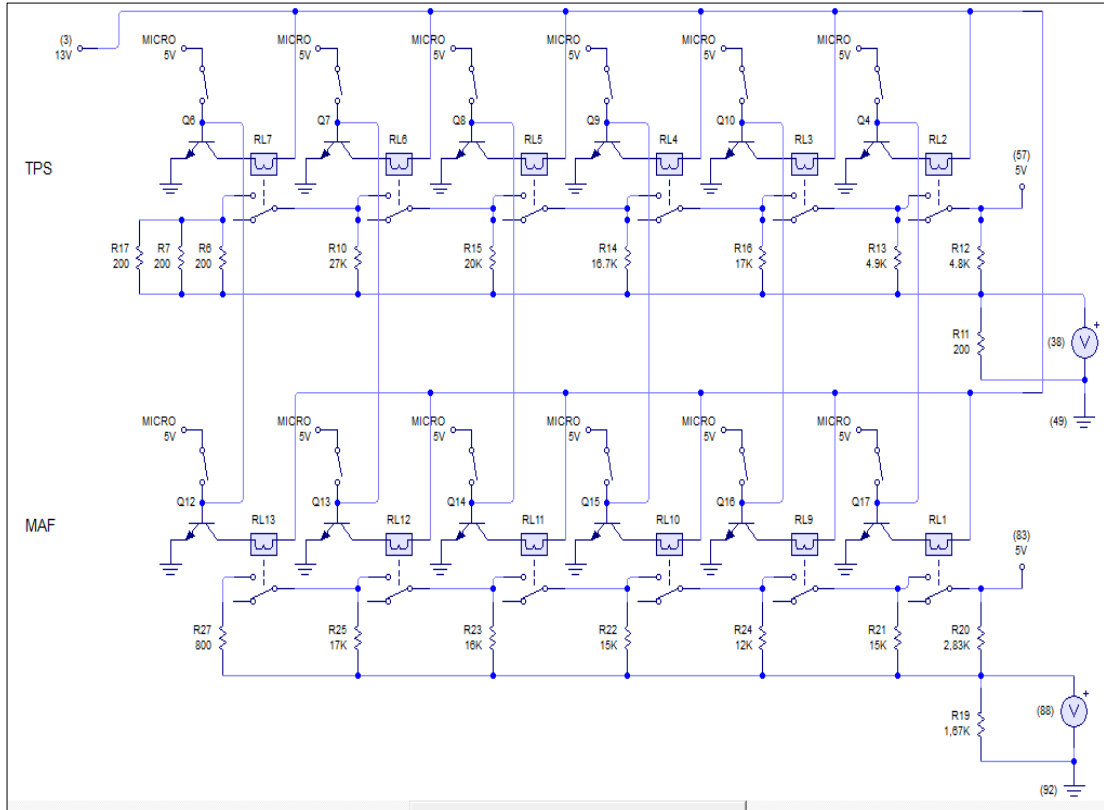 (3)
13V
MICRO
5V
MICRO
5V
MICRO
5V
MICRO
5V
MICRO
5V
MICRO
5V
Q6
Q7
Q8
Q9
Q10
Q4
RL7
RL6
RL5
RL4
RL3
RL2
TPS
(57)
5V
R17
200
R7
200
R6
200
R10
27K
R15
20K
R14
16.7K
R16
17K
R13
4.9K
R12
4.8K
R11
200
(38)
V
+
(49)
MICRO
5V
MICRO
5V
MICRO
5V
MICRO
5V
MICRO
5V
MICRO
5V
Q12
Q13
Q14
Q15
Q16
Q17
MAF
RL13
RL12
RL11
RL10
RL9
RL1
(83)
5V
R27
800
R25
17K
R23
16K
R22
15K
R24
12K
R21
15K
R20
2,83K
R19
1,67K
(88)
V
+
(92)